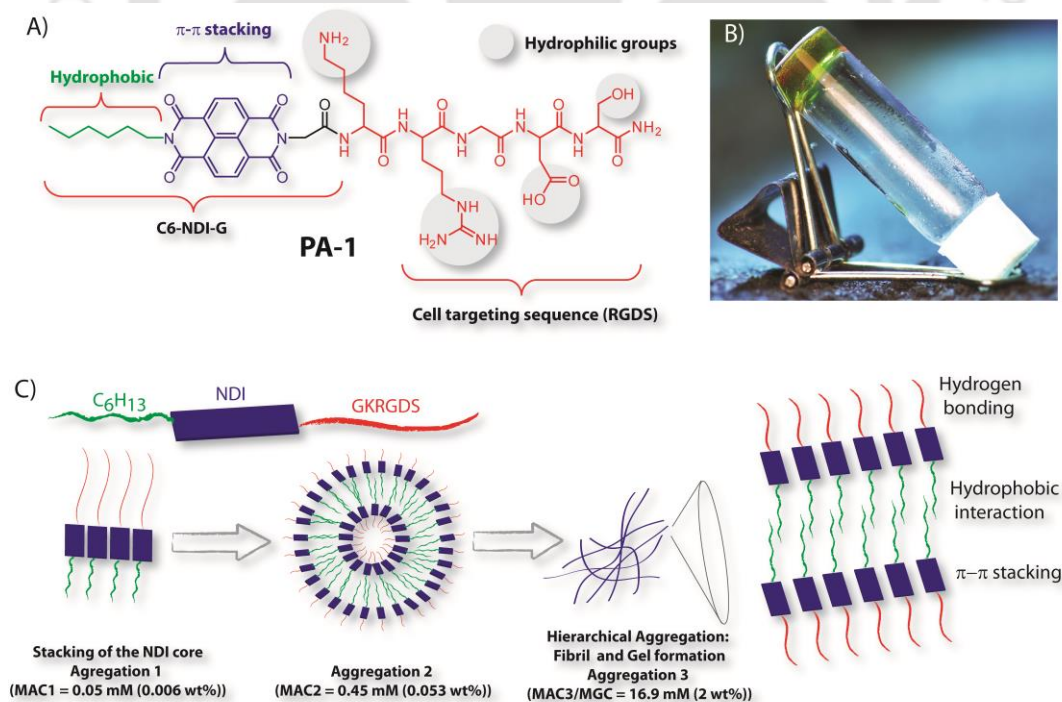 A)
π-π stacking
Hydrophobic
NH₂
Hydrophilic groups
OH
O
O
O
O
O
O
O
O
N
N
N
H
H
N
O
H
N
O
N
H
O
H
N
O
NH₂
O
HO
NH
H₂N
NH
C6-NDI-G
PA-1
Cell targeting sequence (RGDS)
B)
C)
C₆H₁₃
NDI
GKRGDS
Hydrogen
bonding
Hydrophobic
interaction
π–π stacking
Stacking of the NDI core
Agregation 1
(MAC1 = 0.05 mM (0.006 wt%))
Aggregation 2
(MAC2 = 0.45 mM (0.053 wt%))
Hierarchical Aggregation:
Fibril and Gel formation
Aggregation 3
(MAC3/MGC = 16.9 mM (2 wt%))